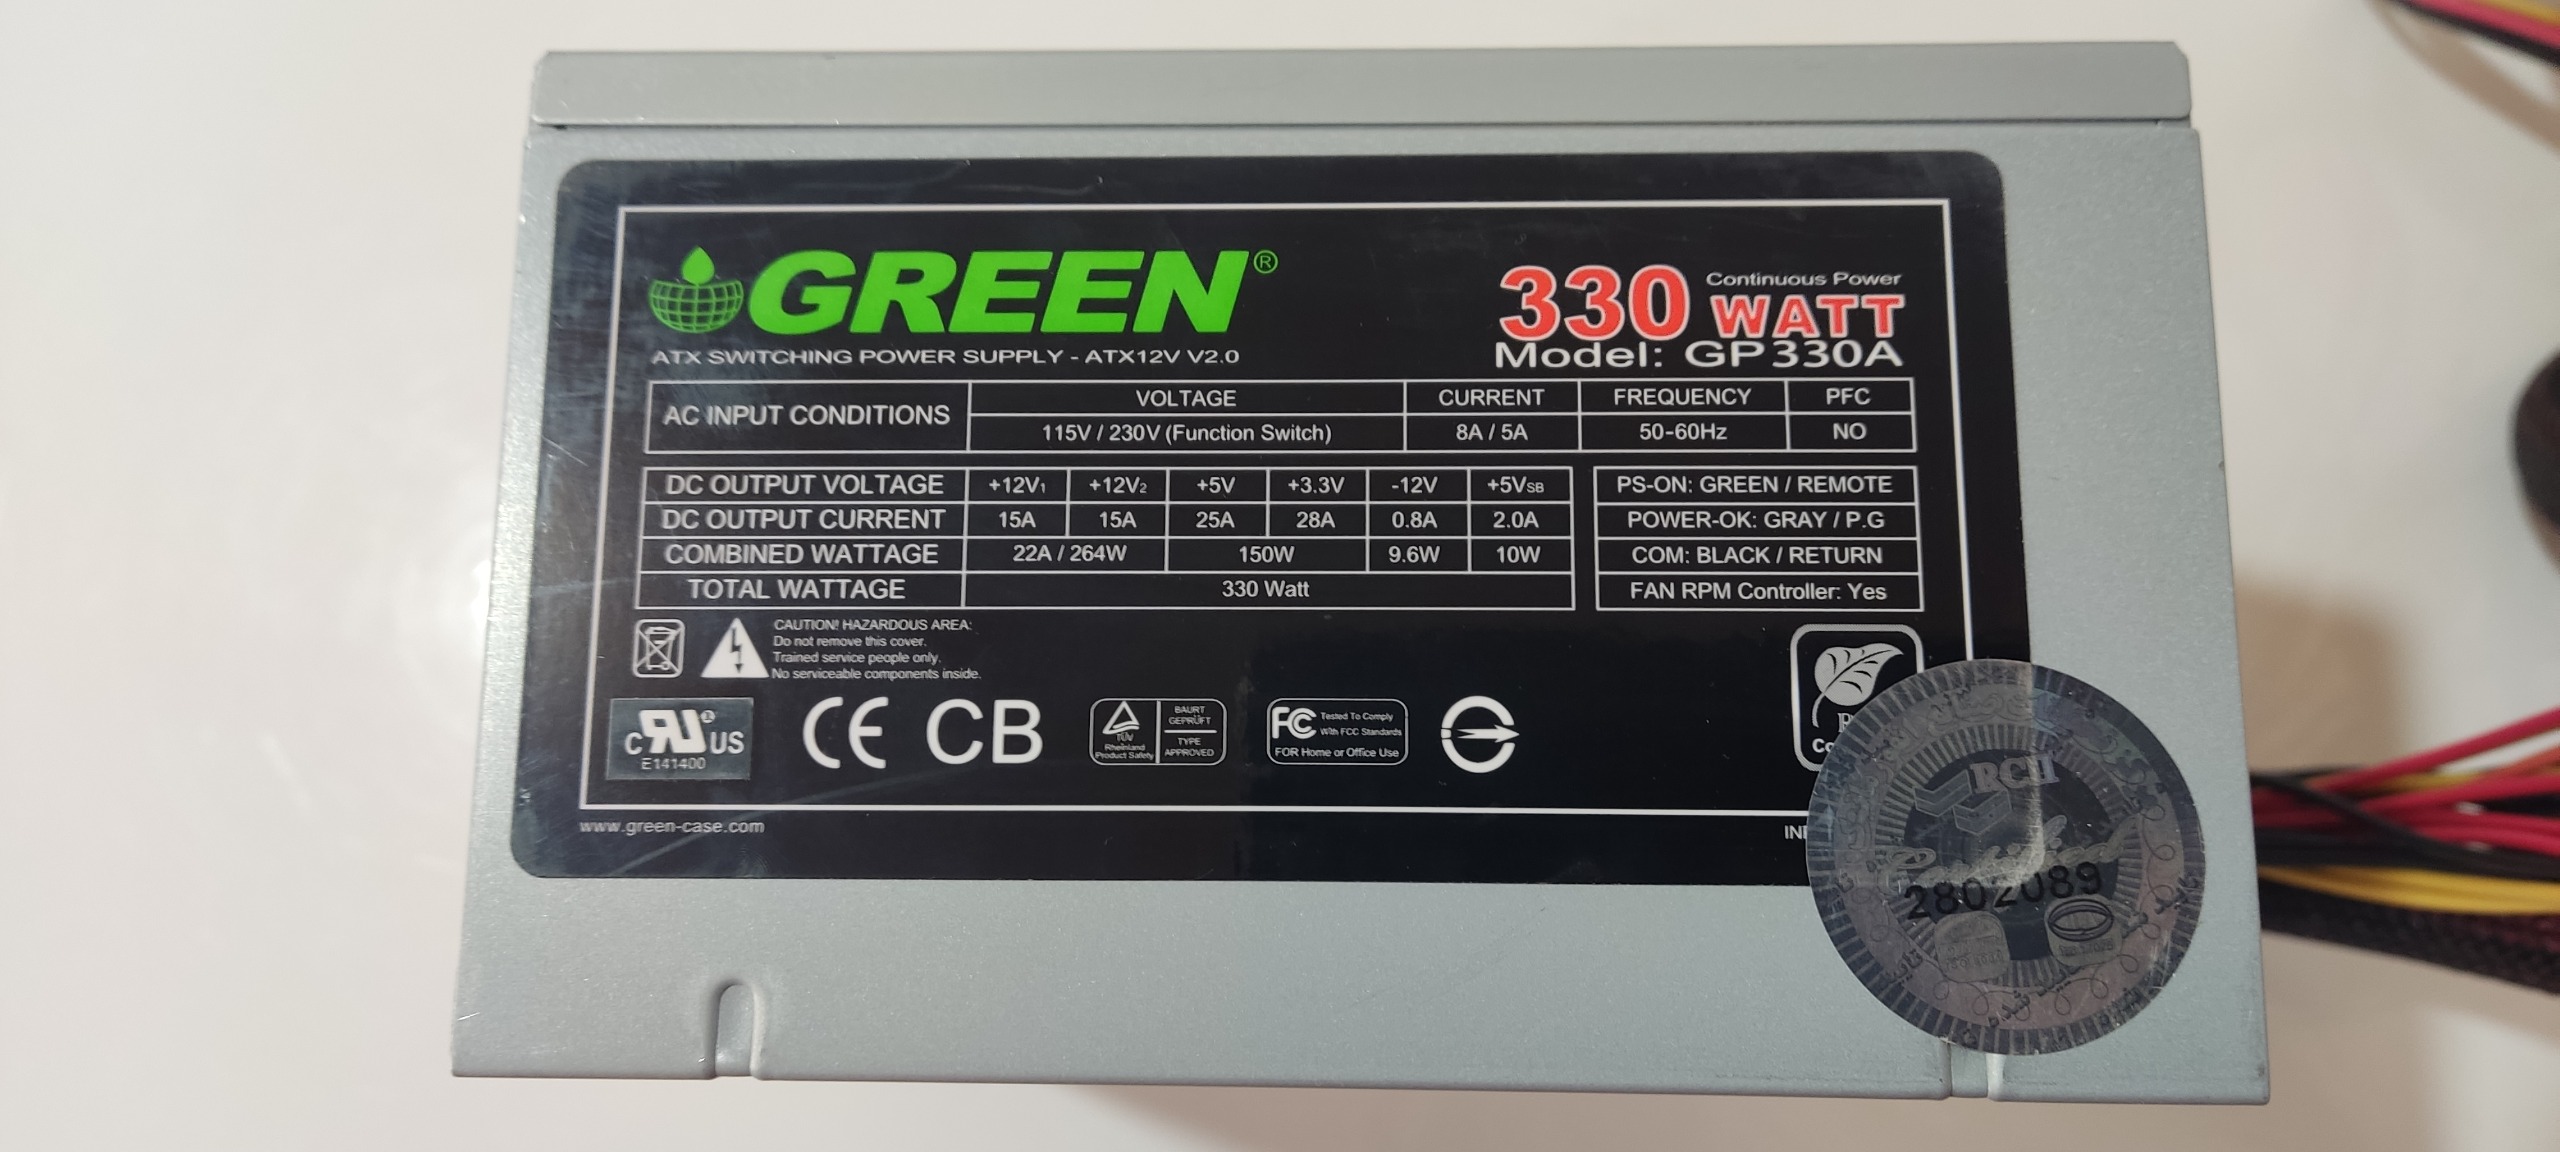 GREEN®
ATX SWITCHING POWER SUPPLY - ATX12V V2.0
330 WATT Continuous Power
Model: GP330A
AC INPUT CONDITIONS VOLTAGE CURRENT FREQUENCY PFC
115V / 230V (Function Switch) 8A / 5A 50-60Hz NO
DC OUTPUT VOLTAGE +12V1 +12V2 +5V +3.3V -12V +5VSB
DC OUTPUT CURRENT 15A 15A 25A 28A 0.8A 2.0A
COMBINED WATTAGE 22A / 264W 150W 9.6W 10W
TOTAL WATTAGE 330 Watt
PS-ON: GREEN / REMOTE
POWER-OK: GRAY / P.G
COM: BLACK / RETURN
FAN RPM Controller: Yes
CAUTION! HAZARDOUS AREA:
Do not remove this cover.
Trained service people only.
No serviceable components inside.
c RU ® US
E141400
CE
CB
TÜV
Rheinland
Product Safety
BAURT
GEPRÜFT
TYPE
APPROVED
FC Tested To Comply
With FCC Standards
FOR Home or Office Use
www.green-case.com
RCH
Certified
2802089